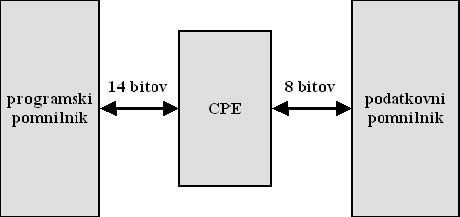 programski
pomnilnik
14 bitov
CPE
8 bitov
podatkovni
pomnilnik